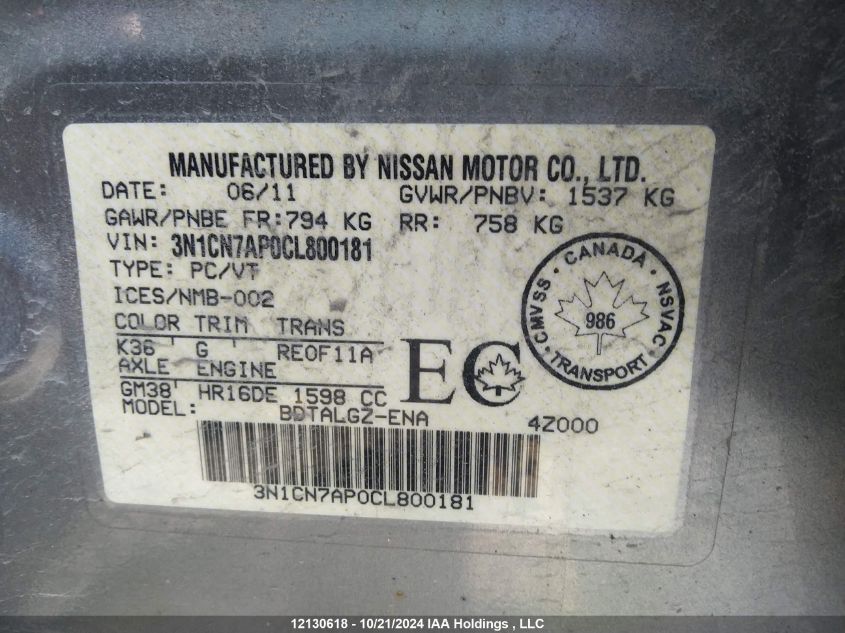 MANUFACTURED BY NISSAN MOTOR CO., LTD.
DATE: 06/11 GVWR/PNBV: 1537 KG
GAWR/PNBE FR:794 KG RR: 758 KG
VIN: 3N1CN7AP0CL800181
TYPE: PC/VT
ICES/NMB-002
COLOR TRIM TRANS
K36 ' G ' RE0F11A
AXLE ENGINE
GM38' HR16DE 1598 CC
MODEL: BDTALGZ-ENA 4Z000
EC
CANADA
CMVSS NSVAC
986
TRANSPORT
3N1CN7AP0CL800181
12130618 - 10/21/2024 IAA Holdings , LLC